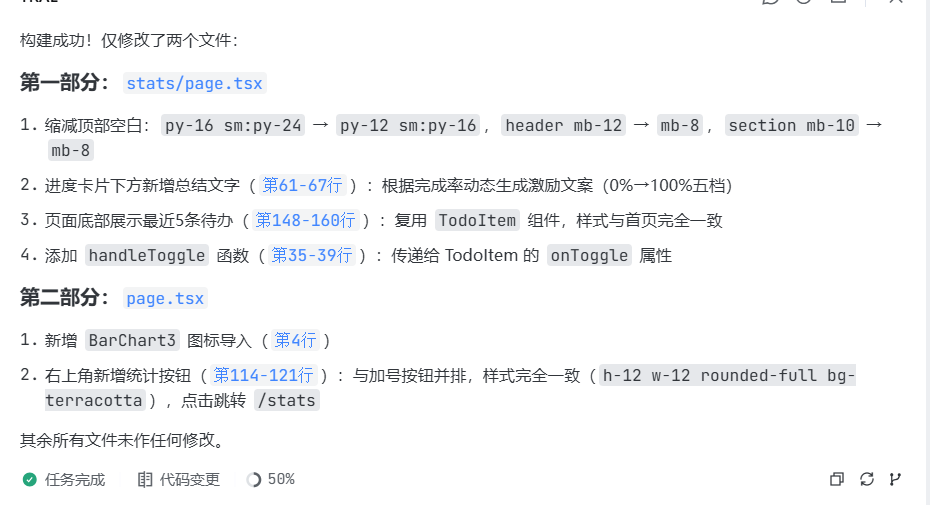 构建成功！仅修改了两个文件：
第一部分： stats/page.tsx
1. 缩减顶部空白： py-16 sm:py-24 → py-12 sm:py-16 ， header mb-12 → mb-8 ， section mb-10 →
mb-8
2. 进度卡片下方新增总结文字（ 第61-67行 ）：根据完成率动态生成激励文案（0%→100%五档）
3. 页面底部展示最近5条待办（ 第148-160行 ）：复用 TodoItem 组件，样式与首页完全一致
4. 添加 handleToggle 函数（ 第35-39行 ）：传递给 TodoItem 的 onToggle 属性
第二部分： page.tsx
1. 新增 BarChart3 图标导入（ 第4行 ）
2. 右上角新增统计按钮（ 第114-121行 ）：与加号按钮并排，样式完全一致（ h-12 w-12 rounded-full bg-
terracotta ），点击跳转 /stats
其余所有文件未作任何修改。
任务完成 代码变更 50%